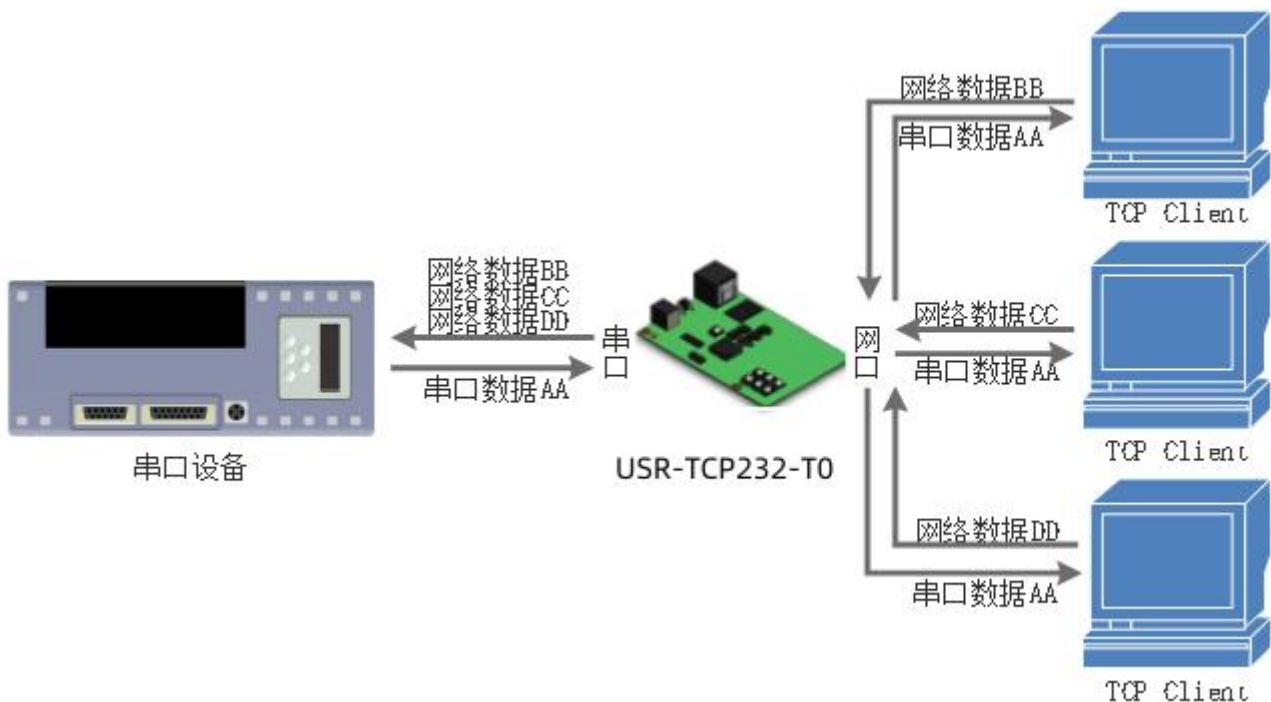 网络数据BB
串口数据AA
TCP Client
网络数据BB
网络数据CC
网络数据DD
串口数据AA
串口设备
串口
USR-TCP232-T0
网口
网络数据CC
串口数据AA
TCP Client
网络数据DD
串口数据AA
TCP Client